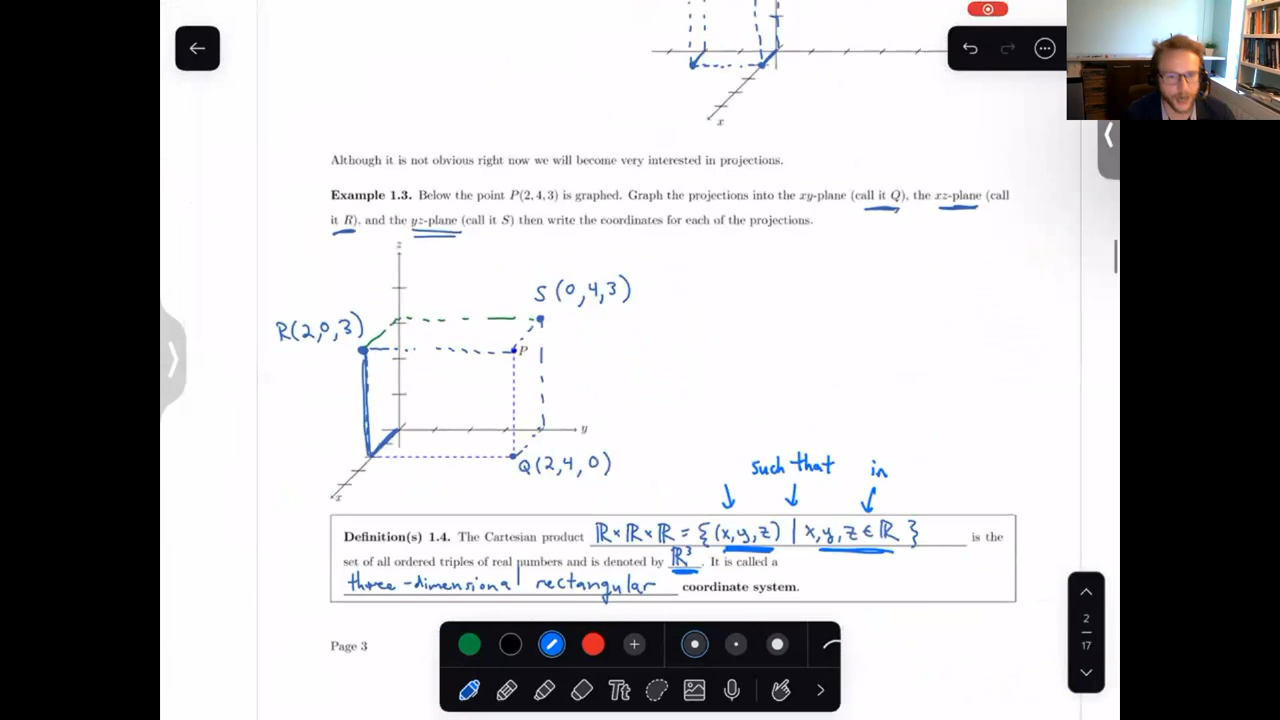 x
Although it is not obvious right now we will become very interested in projections.
Example 1.3. Below the point P(2, 4, 3) is graphed. Graph the projections into the xy-plane (call it Q), the xz-plane (call
it R), and the yz-plane (call it S) then write the coordinates for each of the projections.
z
S (0,4,3)
R(2,0,3)
P
y
Q(2,4,0)
x
such that in
Definition(s) 1.4. The Cartesian product ℝ×ℝ×ℝ = {(x,y,z) | x,y,z ∈ ℝ } is the
set of all ordered triples of real numbers and is denoted by ℝ³. It is called a
three-dimensional rectangular coordinate system.
Page 3
2
17
Tt